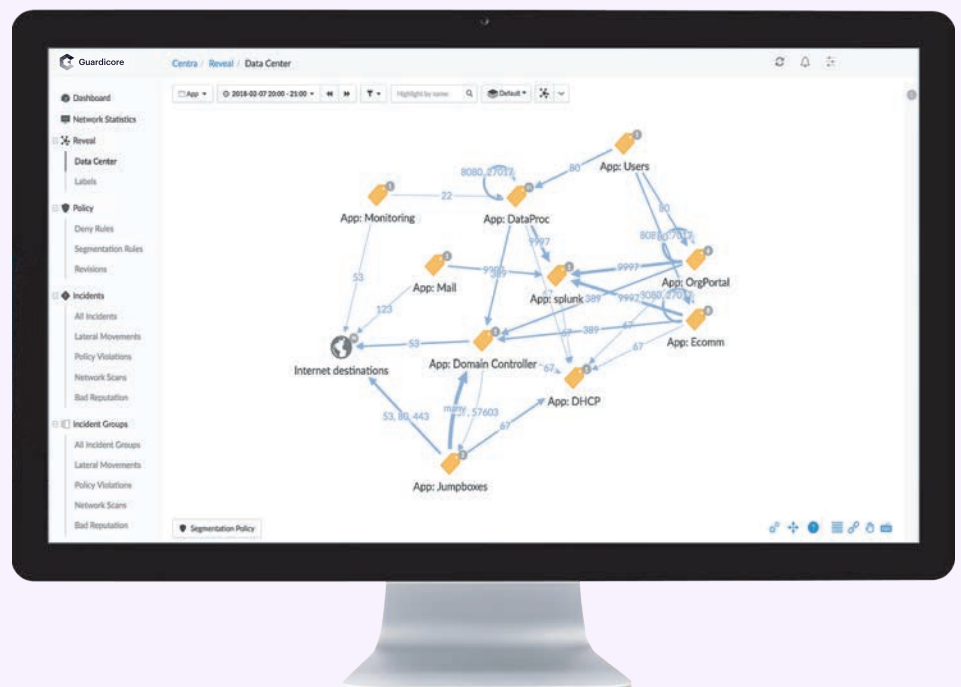 Guardicore
Centra / Reveal / Data Center
Dashboard
Network Statistics
Reveal
Data Center
Labels
Policy
Deny Rules
Segmentation Rules
Revisions
Incidents
All Incidents
Lateral Movements
Policy Violations
Network Scans
Bad Reputation
Incident Groups
All Incident Groups
Lateral Movements
Policy Violations
Network Scans
Bad Reputation
App
2018-02-07 20:00 - 21:00
Highlight by name
Default
App: Users
80
8080, 27017
22
App: Monitoring
App: DataProc
80
9997
App: OrgPortal
9997
App: Mail
App: splunk
389
9997
8080, 27017
53
123
67
389
67
App: Ecomm
53
67
App: Domain Controller
67
Internet destinations
App: DHCP
53, 80, 443
many
57603
67
App: Jumpboxes
Segmentation Policy